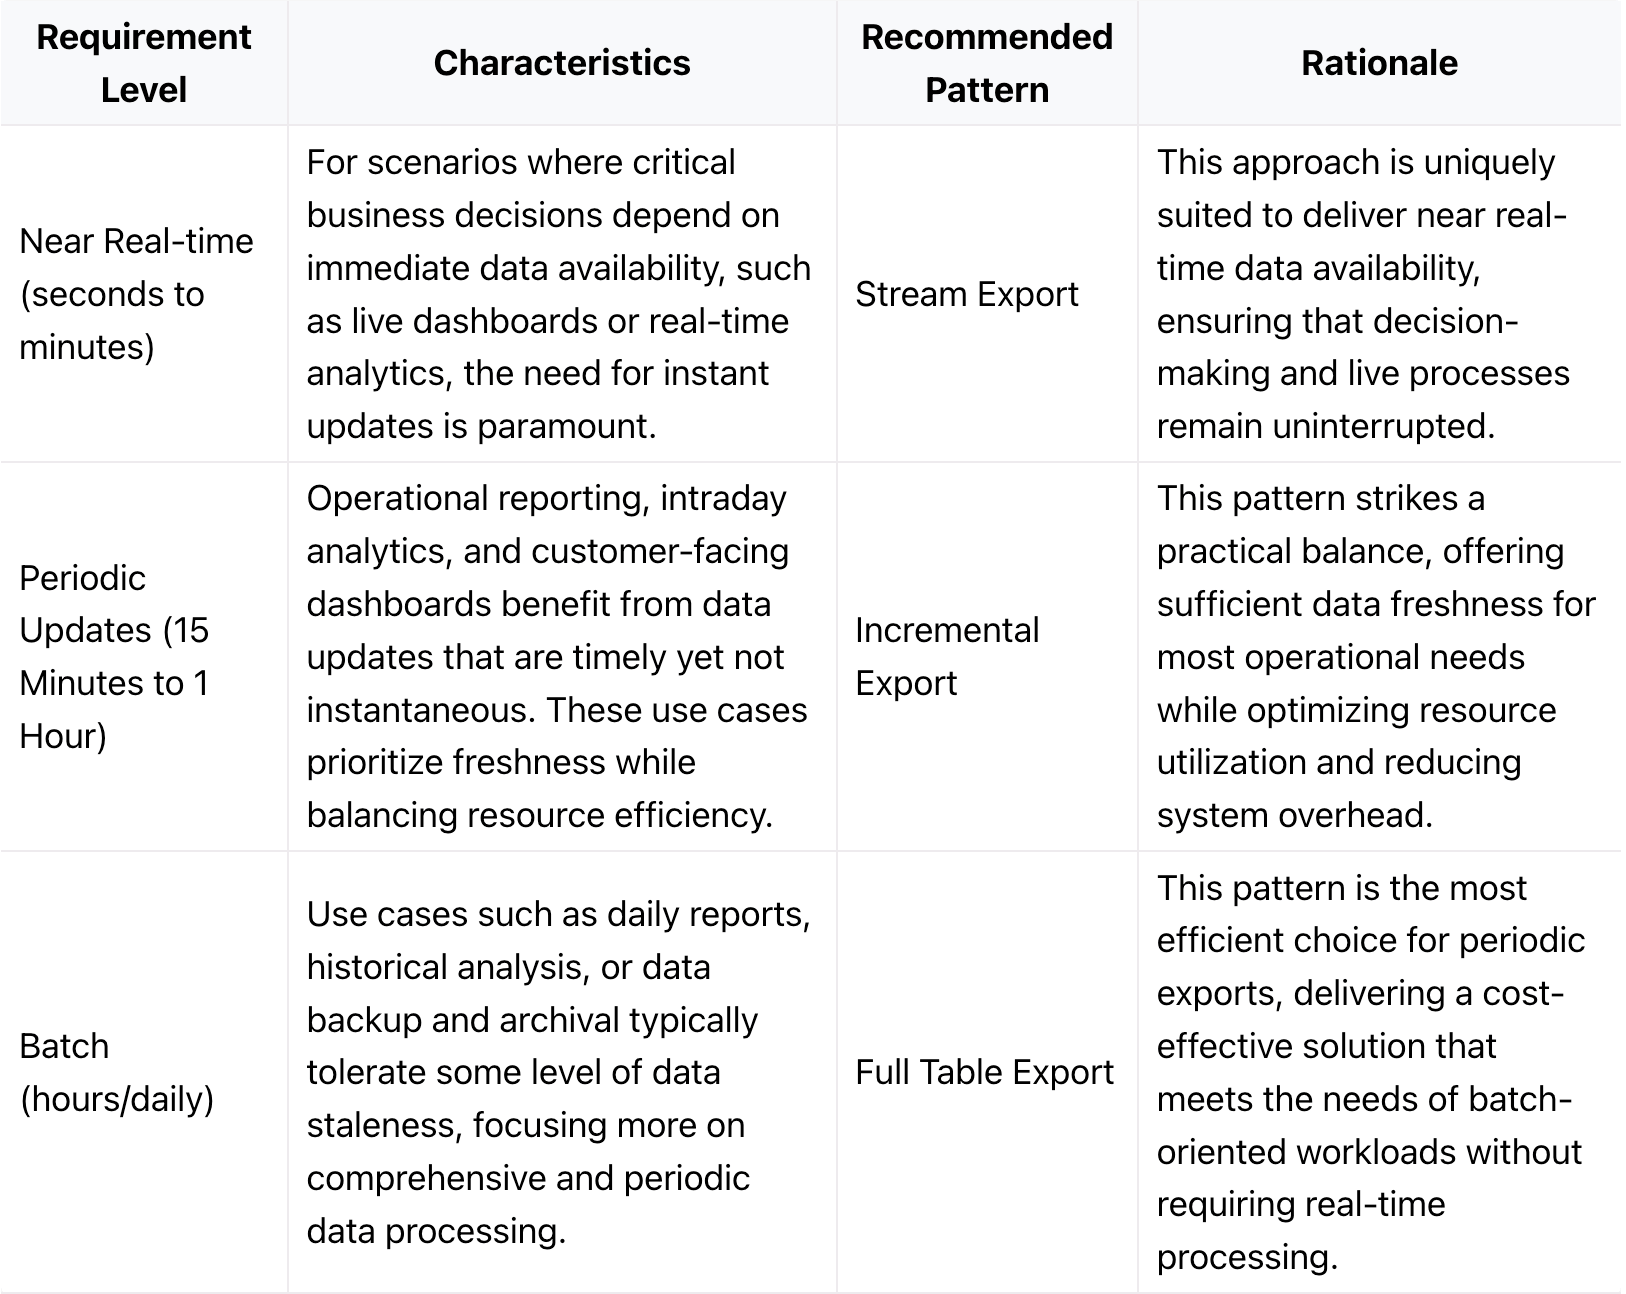 Requirement
Level
Characteristics
Recommended
Pattern
Rationale
Near Real-time
(seconds to
minutes)
For scenarios where critical
business decisions depend on
immediate data availability, such
as live dashboards or real-time
analytics, the need for instant
updates is paramount.
Stream Export
This approach is uniquely
suited to deliver near real-
time data availability,
ensuring that decision-
making and live processes
remain uninterrupted.
Periodic
Updates (15
Minutes to 1
Hour)
Operational reporting, intraday
analytics, and customer-facing
dashboards benefit from data
updates that are timely yet not
instantaneous. These use cases
prioritize freshness while
balancing resource efficiency.
Incremental
Export
This pattern strikes a
practical balance, offering
sufficient data freshness for
most operational needs
while optimizing resource
utilization and reducing
system overhead.
Batch
(hours/daily)
Use cases such as daily reports,
historical analysis, or data
backup and archival typically
tolerate some level of data
staleness, focusing more on
comprehensive and periodic
data processing.
Full Table Export
This pattern is the most
efficient choice for periodic
exports, delivering a cost-
effective solution that
meets the needs of batch-
oriented workloads without
requiring real-time
processing.